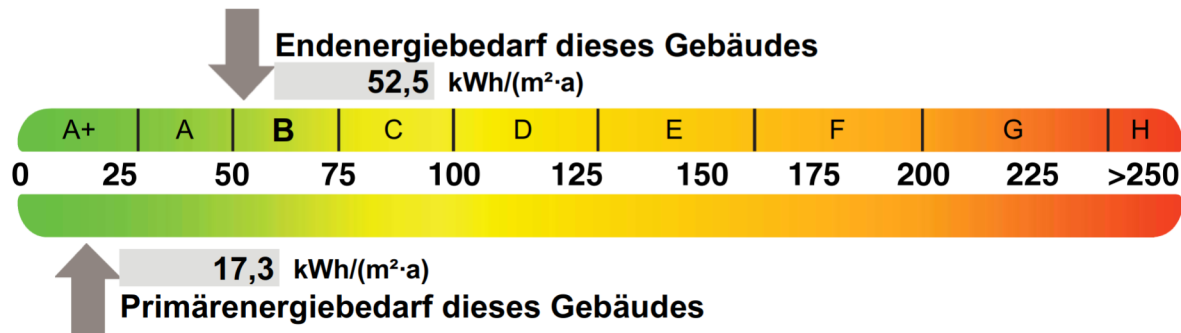 Endenergiebedarf dieses Gebäudes
52,5 kWh/(m²·a)
A+ A B C D E F G H
0 25 50 75 100 125 150 175 200 225 >250
17,3 kWh/(m²·a)
Primärenergiebedarf dieses Gebäudes